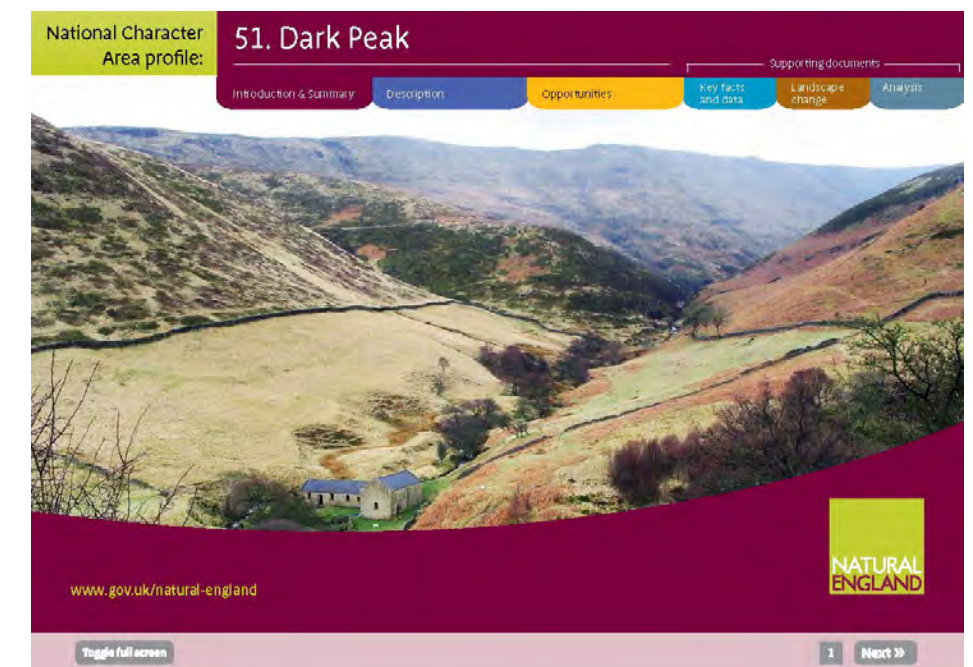 National Character
Area profile:
51. Dark Peak
Supporting documents
Introduction & Summary
Description
Opportunities
Key facts
and data
Landscape
change
Analysis
NATURAL
ENGLAND
www.gov.uk/natural-england
Toggle full screen
1
Next »